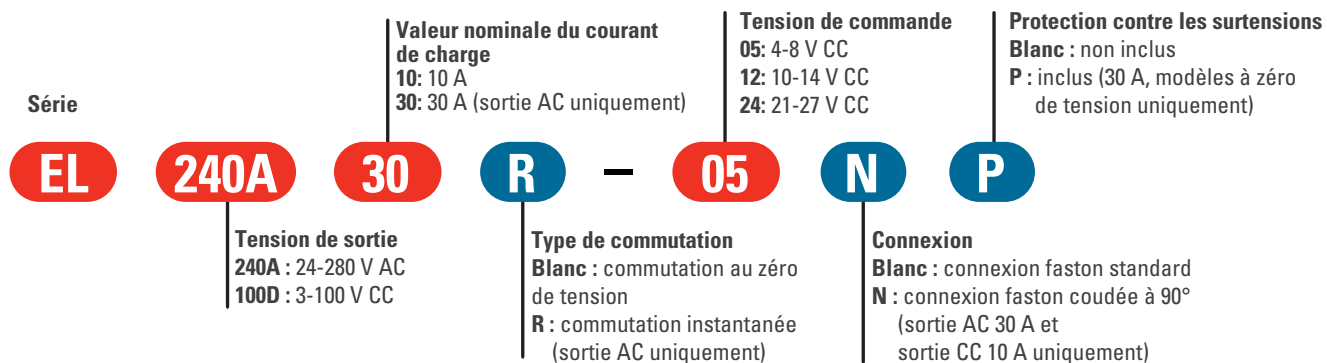 Valeur nominale du courant
de charge
10: 10 A
30: 30 A (sortie AC uniquement)
Tension de commande
05: 4-8 V CC
12: 10-14 V CC
24: 21-27 V CC
Protection contre les surtensions
Blanc : non inclus
P : inclus (30 A, modèles à zéro
de tension uniquement)
Série
EL 240A 30 R – 05 N P
Tension de sortie
240A : 24-280 V AC
100D : 3-100 V CC
Type de commutation
Blanc : commutation au zéro
de tension
R : commutation instantanée
(sortie AC uniquement)
Connexion
Blanc : connexion faston standard
N : connexion faston coudée à 90°
(sortie AC 30 A et
sortie CC 10 A uniquement)